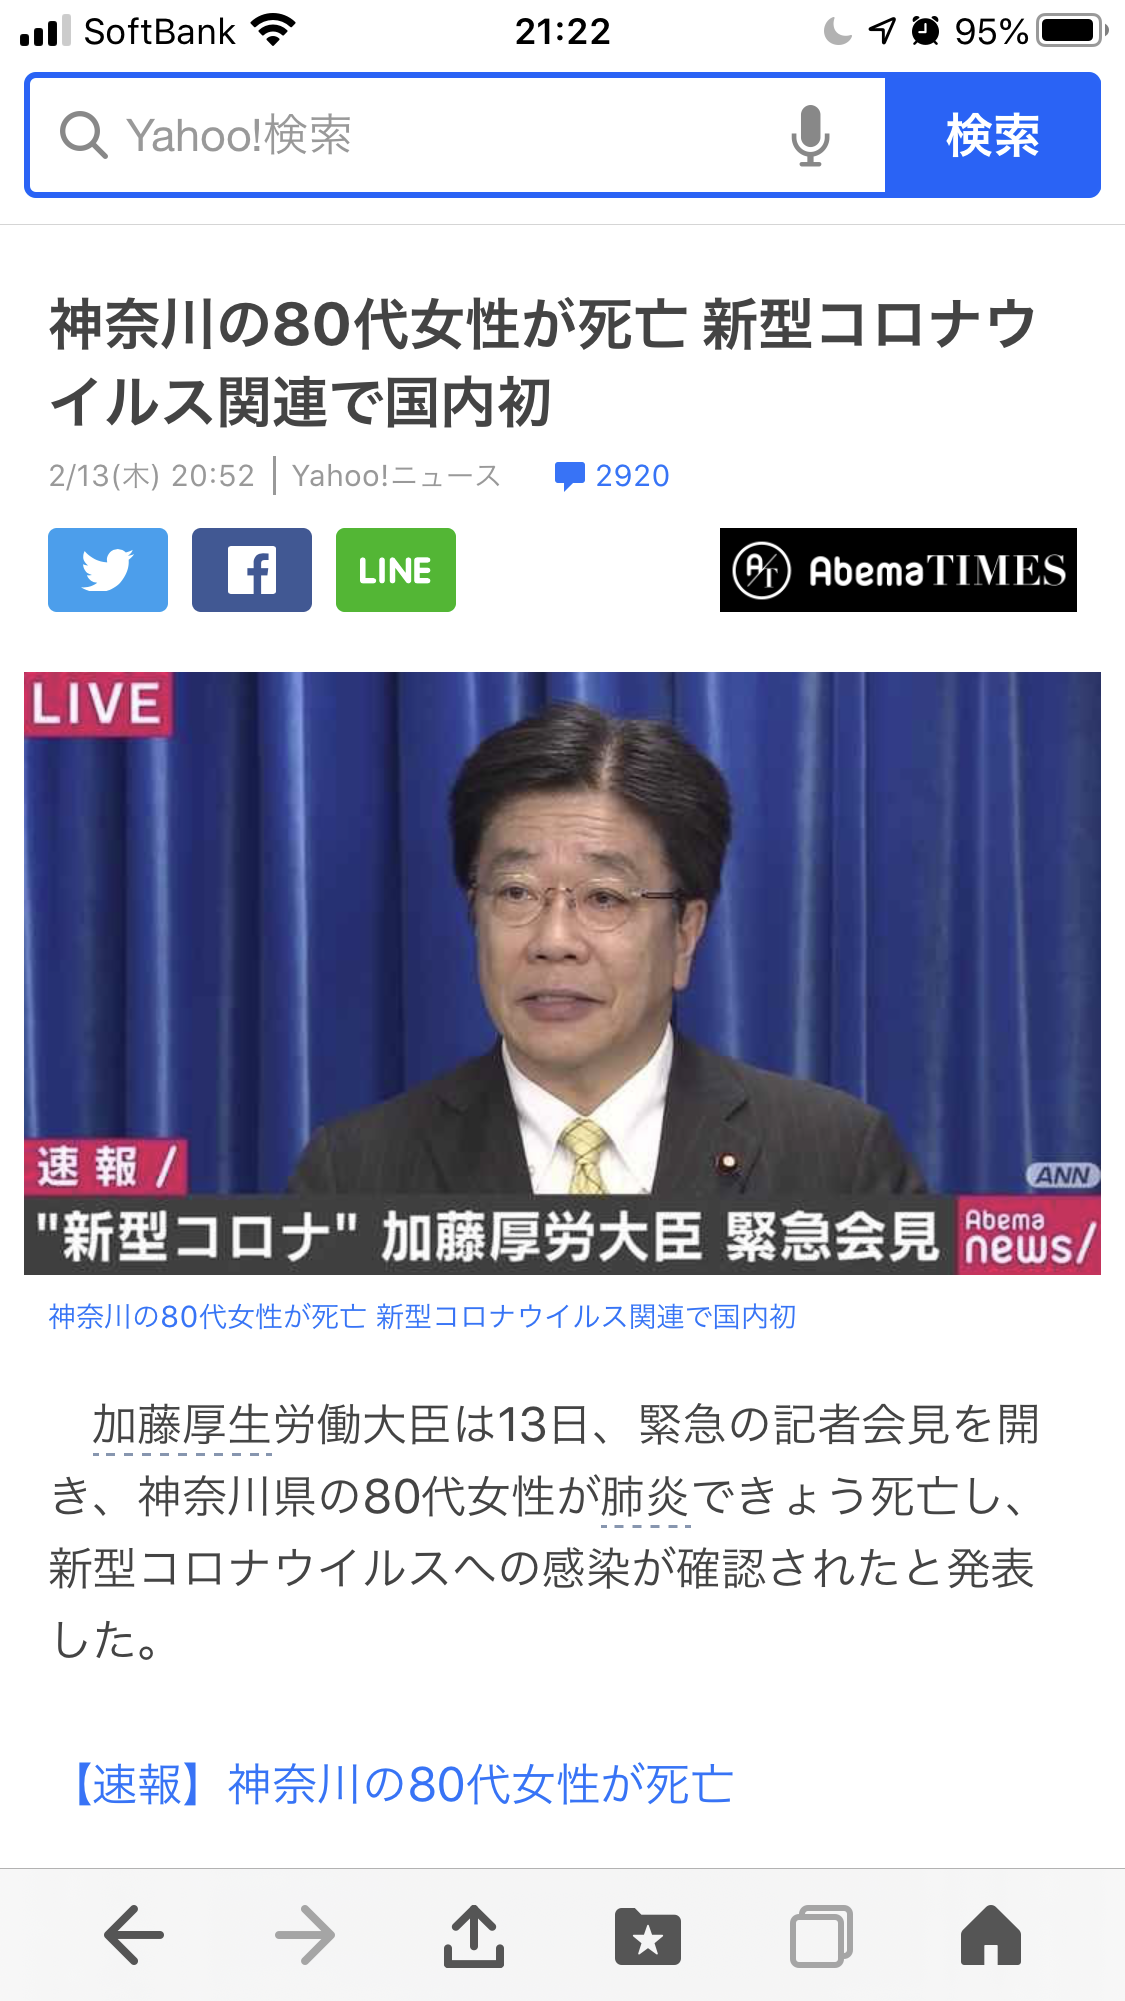 SoftBank 21:22 95%
Yahoo!検索 検索
神奈川の80代女性が死亡 新型コロナウ
イルス関連で国内初
2/13(木) 20:52 Yahoo!ニュース 2920
LINE AT AbemaTIMES
LIVE
速報/
ANN
"新型コロナ" 加藤厚労大臣 緊急会見
Abema
news/
神奈川の80代女性が死亡 新型コロナウイルス関連で国内初
加藤厚生労働大臣は13日、緊急の記者会見を開
き、神奈川県の80代女性が肺炎できょう死亡し、
新型コロナウイルスへの感染が確認されたと発表
した。
【速報】神奈川の80代女性が死亡